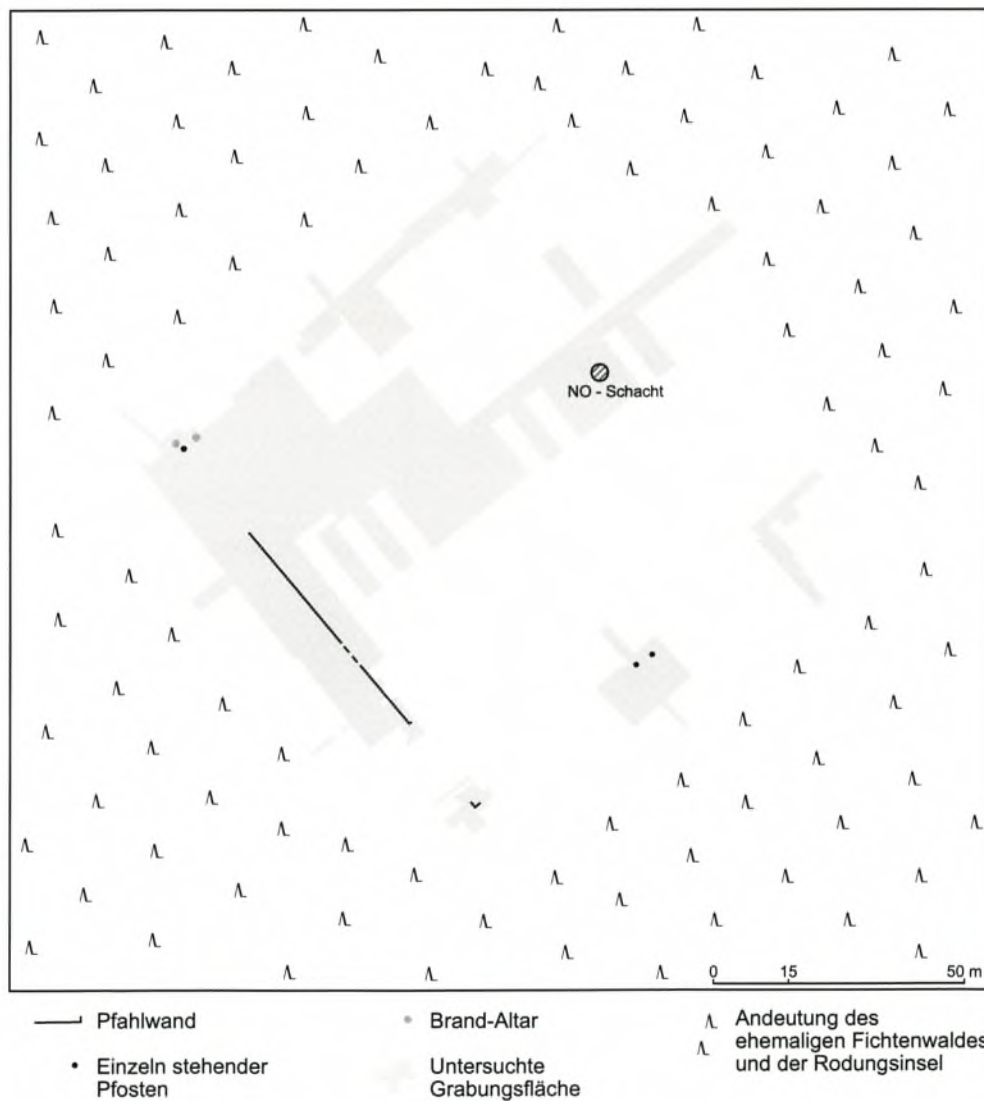 NO - Schacht
0 15 50 m
Pfahlwand
Einzeln stehender
Pfosten
Brand-Altar
Untersuchte
Grabungsfläche
Andeutung des
ehemaligen Fichtenwaldes
und der Rodungsinsel